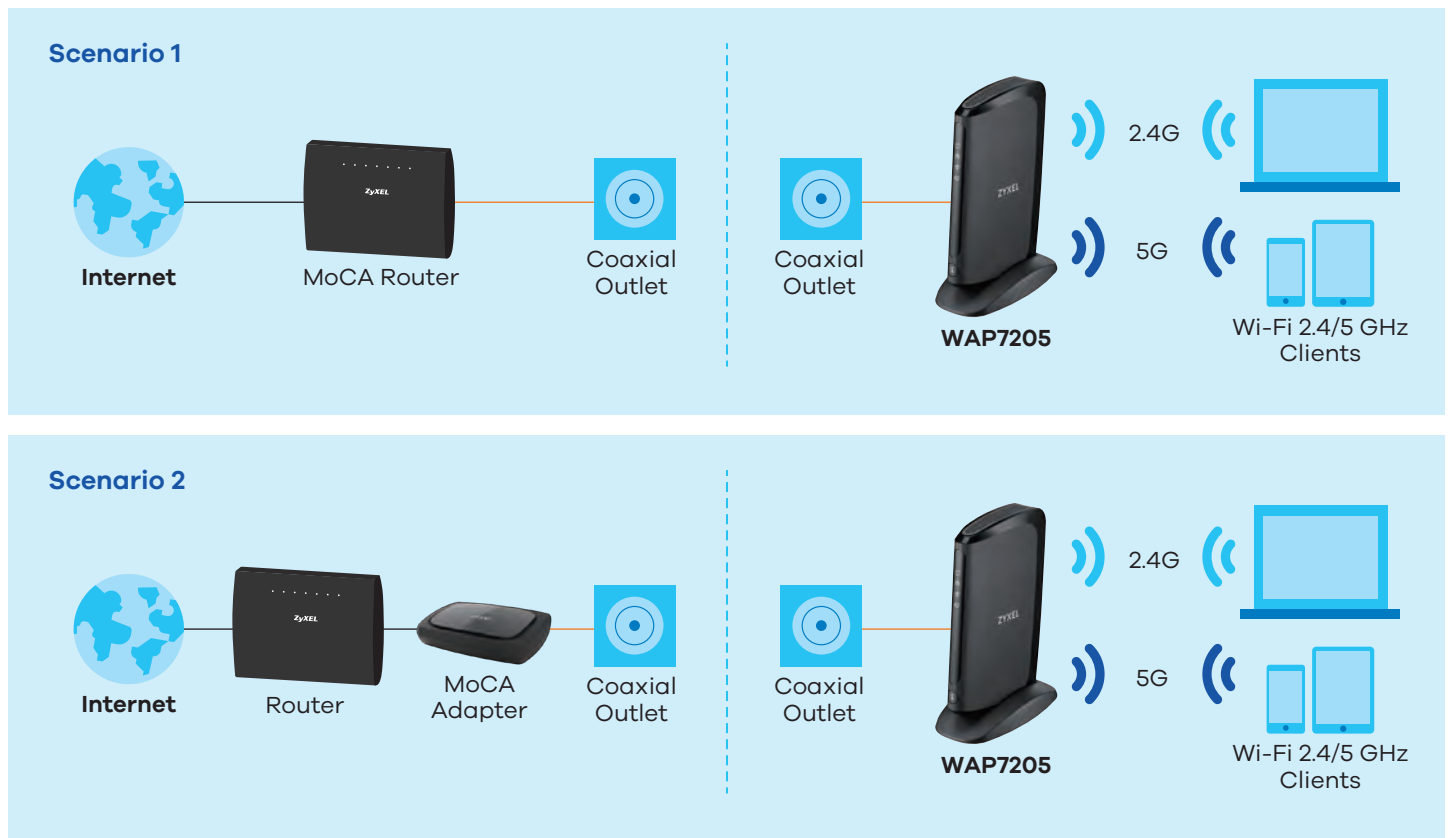 Scenario 1
ZyXEL
Internet
MoCA Router
Coaxial
Outlet
Coaxial
Outlet
ZYXEL
WAP7205
2.4G
5G
Wi-Fi 2.4/5 GHz
Clients
Scenario 2
ZyXEL
Internet
Router
MoCA
Adapter
Coaxial
Outlet
Coaxial
Outlet
ZYXEL
WAP7205
2.4G
5G
Wi-Fi 2.4/5 GHz
Clients